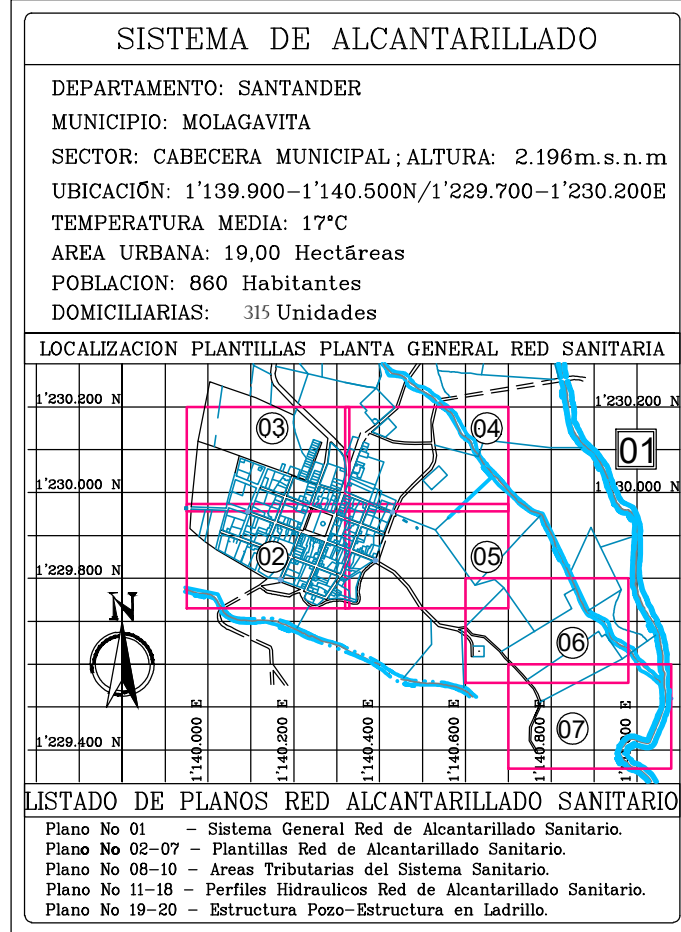 SISTEMA DE ALCANTARILLADO
DEPARTAMENTO: SANTANDER
MUNICIPIO: MOLAGAVITA
SECTOR: CABECERA MUNICIPAL ; ALTURA: 2.196m.s.n.m
UBICACIÓN: 1'139.900-1'140.500N/1'229.700-1'230.200E
TEMPERATURA MEDIA: 17°C
AREA URBANA: 19,00 Hectáreas
POBLACION: 860 Habitantes
DOMICILIARIAS: 315 Unidades
LOCALIZACION PLANTILLAS PLANTA GENERAL RED SANITARIA
1'230.200 N
1'230.200 N
03
04
01
1'230.000 N
30.000 N
02
05
1'229.800 N
N
06
07
1'229.400 N
1'140.000 E
1'140.200 E
1'140.400 E
1'140.600 E
1'140.800 E
LISTADO DE PLANOS RED ALCANTARILLADO SANITARIO
Plano No 01 - Sistema General Red de Alcantarillado Sanitario.
Plano No 02-07 - Plantillas Red de Alcantarillado Sanitario.
Plano No 08-10 - Areas Tributarias del Sistema Sanitario.
Plano No 11-18 - Perfiles Hidraulicos Red de Alcantarillado Sanitario.
Plano No 19-20 - Estructura Pozo-Estructura en Ladrillo.